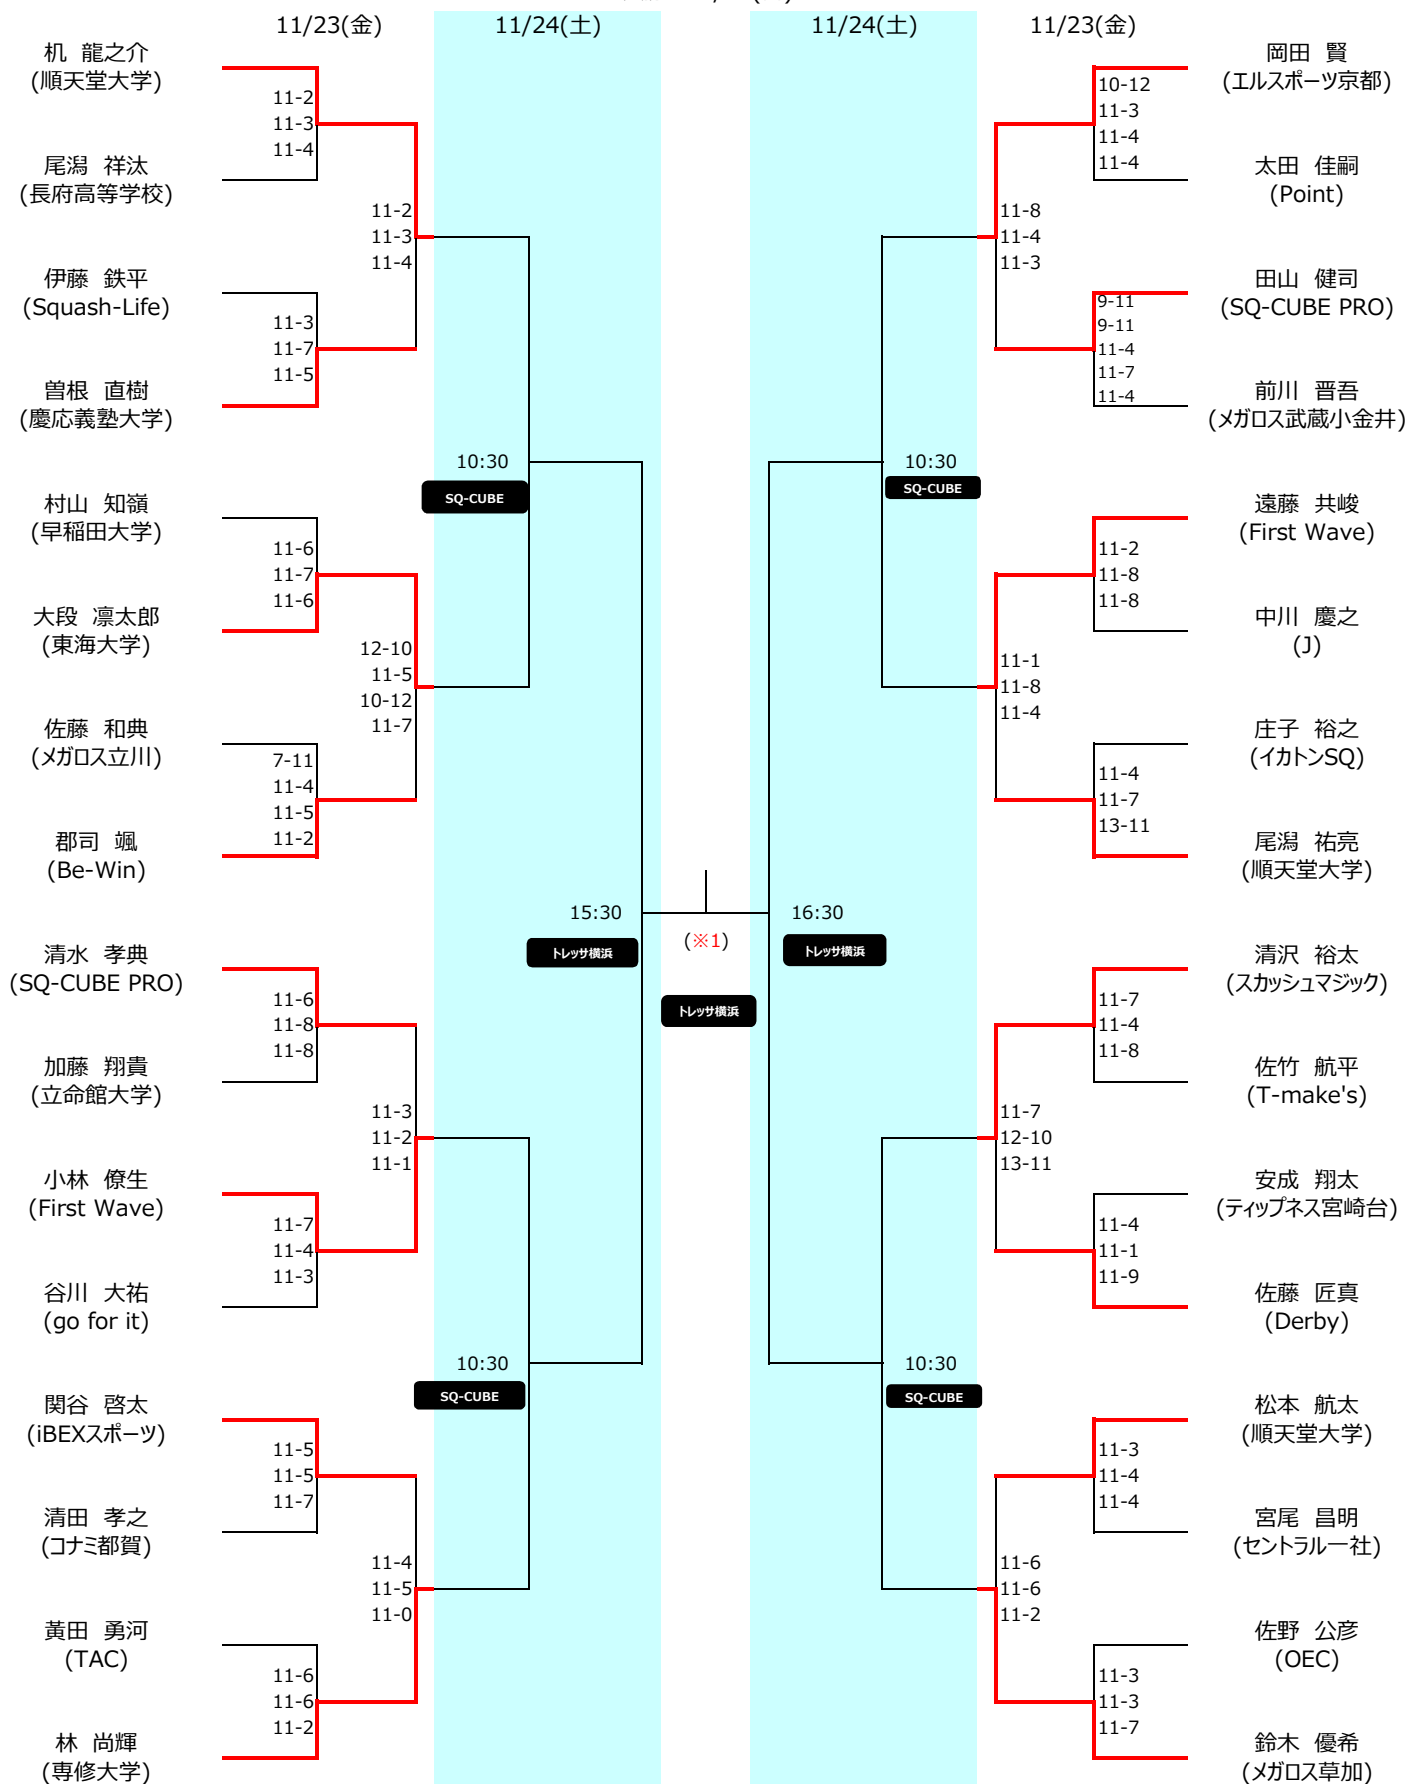 11/23(金)
11/24(土)
11/24(土)
11/23(金)
机 龍之介
(順天堂大学)
11-2
11-3
11-4
尾潟 祥汰
(長府高等学校)
11-2
11-3
11-4
伊藤 鉄平
(Squash-Life)
11-3
11-7
11-5
曽根 直樹
(慶応義塾大学)
10:30
SQ-CUBE
村山 知嶺
(早稲田大学)
11-6
11-7
11-6
大段 凛太郎
(東海大学)
12-10
11-5
10-12
11-7
佐藤 和典
(メガロス立川)
7-11
11-4
11-5
11-2
郡司 颯
(Be-Win)
15:30
トレッサ横浜
清水 孝典
(SQ-CUBE PRO)
11-6
11-8
11-8
加藤 翔貴
(立命館大学)
11-3
11-2
11-1
小林 僚生
(First Wave)
11-7
11-4
11-3
谷川 大祐
(go for it)
10:30
SQ-CUBE
関谷 啓太
(iBEXスポーツ)
11-5
11-5
11-7
清田 孝之
(コナミ都賀)
11-4
11-5
11-0
黃田 勇河
(TAC)
11-6
11-6
11-2
林 尚輝
(専修大学)
(※1)
トレッサ横浜
岡田 賢
(エルスポーツ京都)
10-12
11-3
11-4
11-4
太田 佳嗣
(Point)
11-8
11-4
11-3
田山 健司
(SQ-CUBE PRO)
9-11
9-11
11-4
11-7
11-4
前川 晋吾
(メガロス武蔵小金井)
10:30
SQ-CUBE
遠藤 共峻
(First Wave)
11-2
11-8
11-8
中川 慶之
(J)
11-1
11-8
11-4
庄子 裕之
(イカトンSQ)
11-4
11-7
13-11
尾潟 祐亮
(順天堂大学)
16:30
トレッサ横浜
清沢 裕太
(スカッシュマジック)
11-7
11-4
11-8
佐竹 航平
(T-make's)
11-7
12-10
13-11
安成 翔太
(ティップネス宮崎台)
11-4
11-1
11-9
佐藤 匠真
(Derby)
10:30
SQ-CUBE
松本 航太
(順天堂大学)
11-3
11-4
11-4
宮尾 昌明
(セントラル一社)
11-6
11-6
11-2
佐野 公彦
(OEC)
11-3
11-3
11-7
鈴木 優希
(メガロス草加)